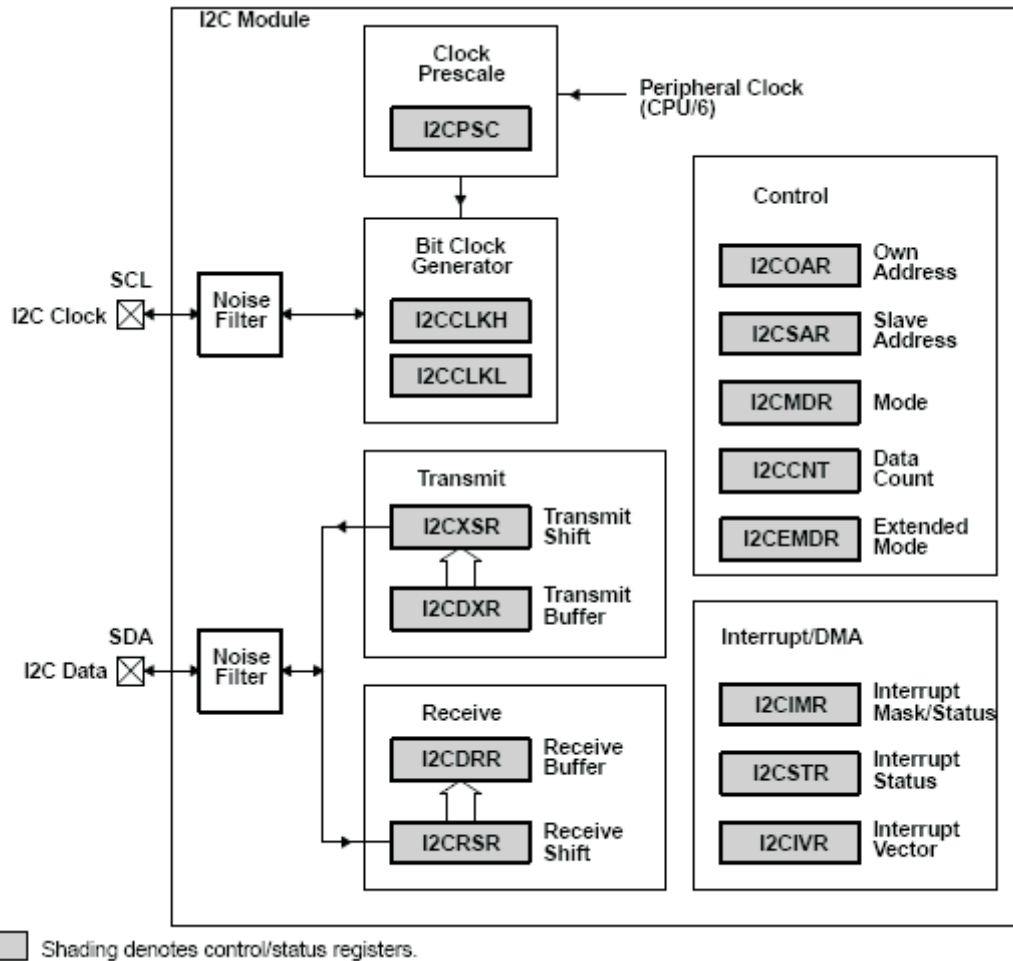 I2C Module
Clock
Prescale
I2CPSC
Peripheral Clock
(CPU/6)
Bit Clock
Generator
I2CCLKH
I2CCLKL
SCL
I2C Clock
Noise
Filter
Control
I2COAR
Own
Address
I2CSAR
Slave
Address
I2CMDR
Mode
I2CCNT
Data
Count
I2CEMDR
Extended
Mode
Transmit
I2CXSR
Transmit
Shift
I2CDXR
Transmit
Buffer
SDA
I2C Data
Noise
Filter
Receive
I2CDRR
Receive
Buffer
I2CRSR
Receive
Shift
Interrupt/DMA
I2CIMR
Interrupt
Mask/Status
I2CSTR
Interrupt
Status
I2CIVR
Interrupt
Vector
Shading denotes control/status registers.